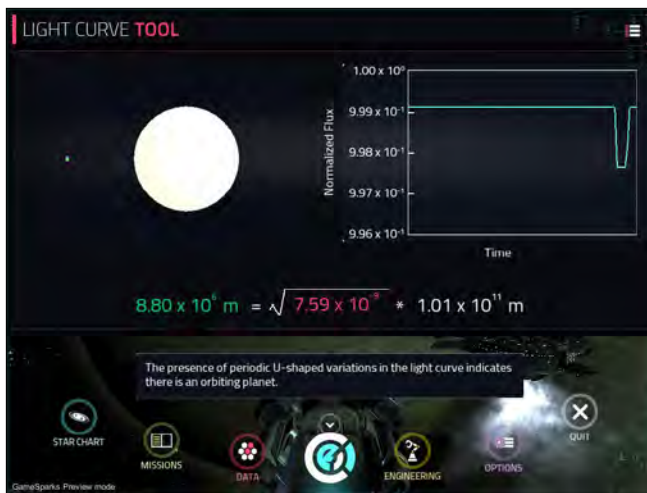 LIGHT CURVE TOOL
1.00 x 10⁰
9.99 x 10⁻¹
9.98 x 10⁻¹
9.97 x 10⁻¹
9.96 x 10⁻¹
Normalized Flux
Time
8.80 x 10⁶ m = √ 7.59 x 10⁻⁹ * 1.01 x 10¹¹ m
The presence of periodic U-shaped variations in the light curve indicates
there is an orbiting planet.
STAR CHART
MISSIONS
DATA
ENGINEERING
OPTIONS
QUIT
GameSparks Preview mode